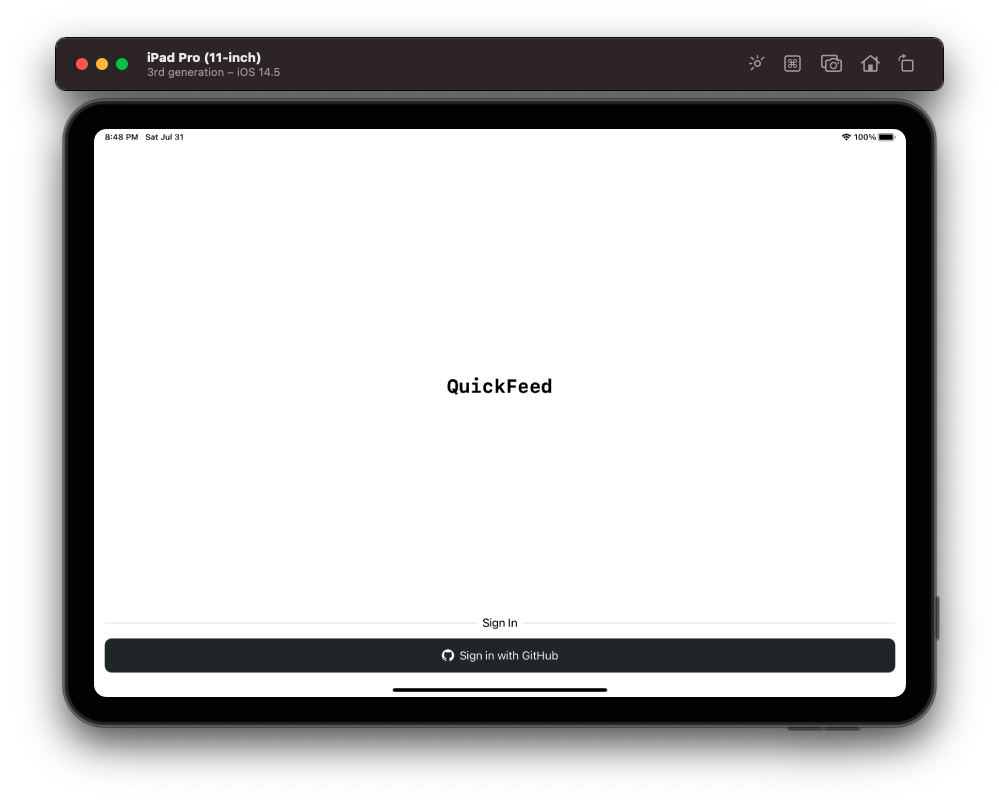 iPad Pro (11-inch)
3rd generation – iOS 14.5
8:48 PM Sat Jul 31
100%
QuickFeed
Sign In
Sign in with GitHub